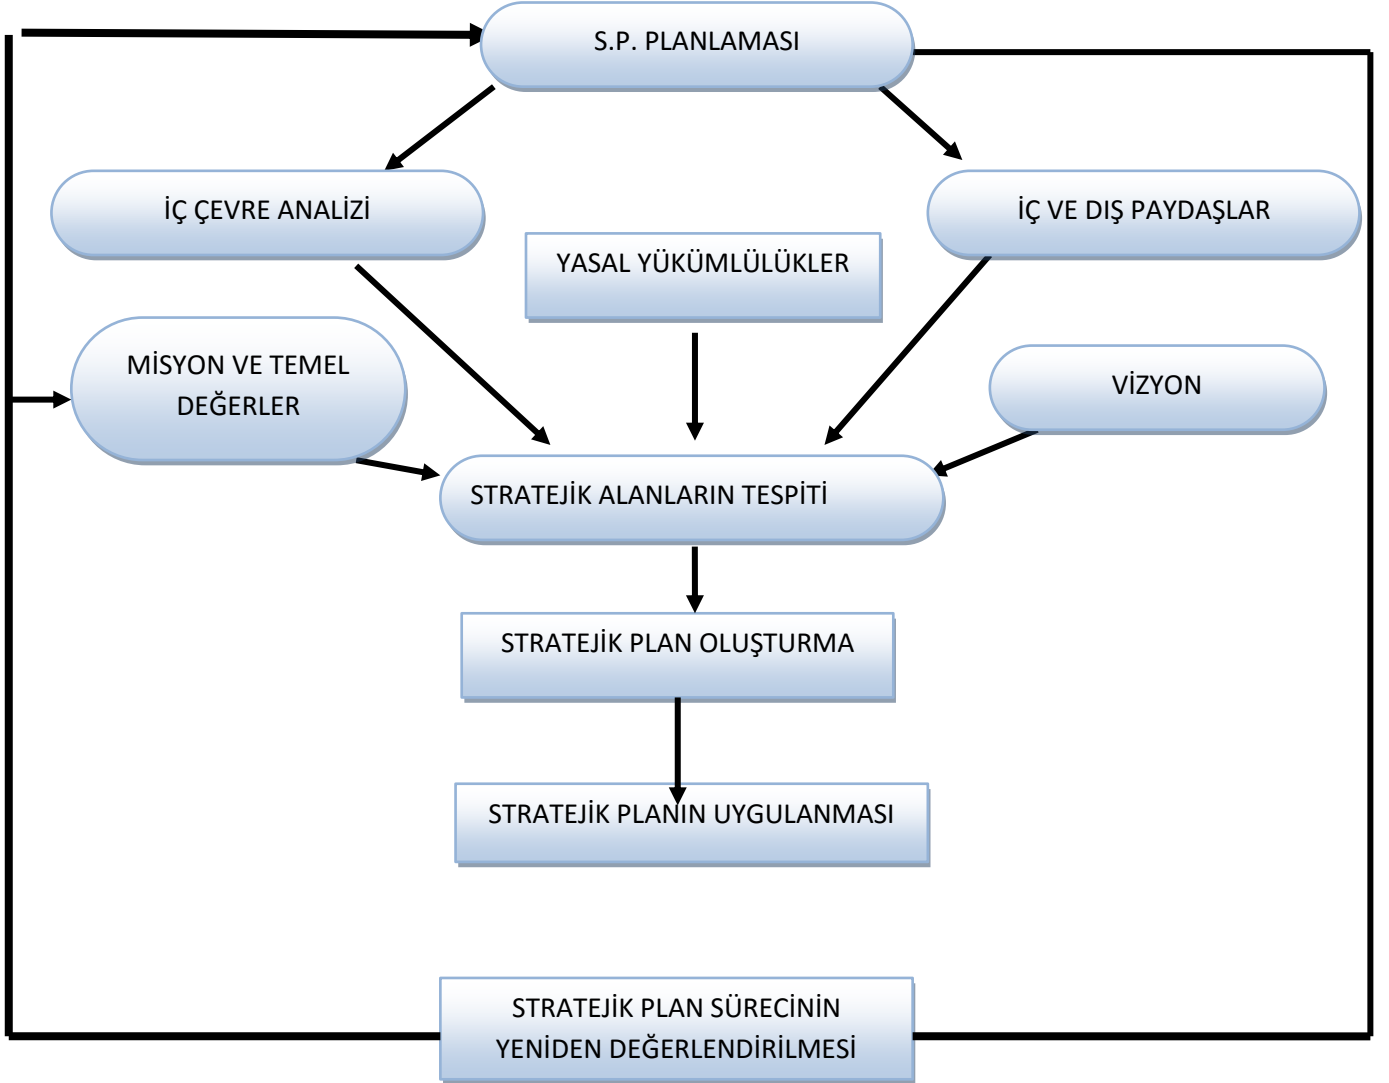 S.P. PLANLAMASI
İÇ ÇEVRE ANALİZİ
İÇ VE DIŞ PAYDAŞLAR
YASAL YÜKÜMLÜLÜKLER
MİSYON VE TEMEL
DEĞERLER
VİZYON
STRATEJİK ALANLARIN TESPİTİ
STRATEJİK PLAN OLUŞTURMA
STRATEJİK PLANIN UYGULANMASI
STRATEJİK PLAN SÜRECİNİN
YENİDEN DEĞERLENDİRİLMESİ